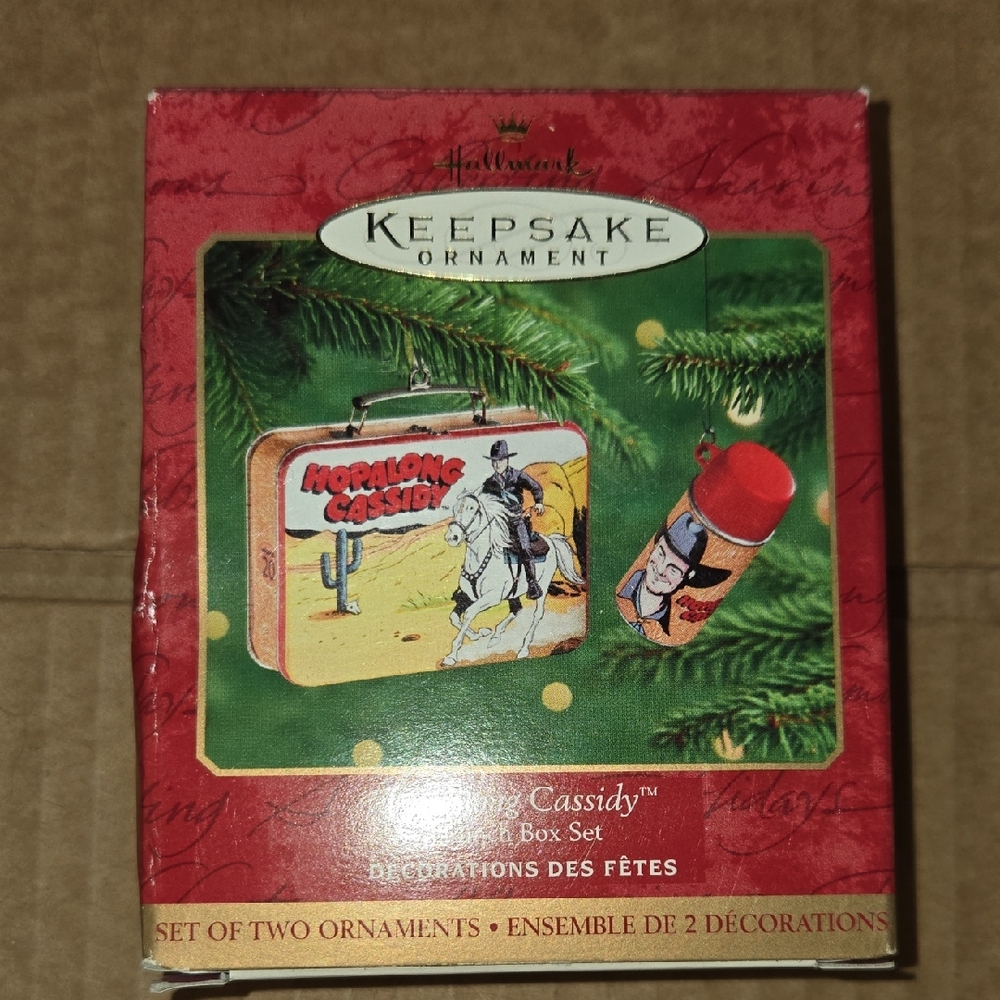 Hallmark
KEEPSAKE
ORNAMENT
HOPALONG
CASSIDY
Cassidy™
Box Set
DÉCORATIONS DES FÊTES
SET OF TWO ORNAMENTS • ENSEMBLE DE 2 DÉCORATIONS